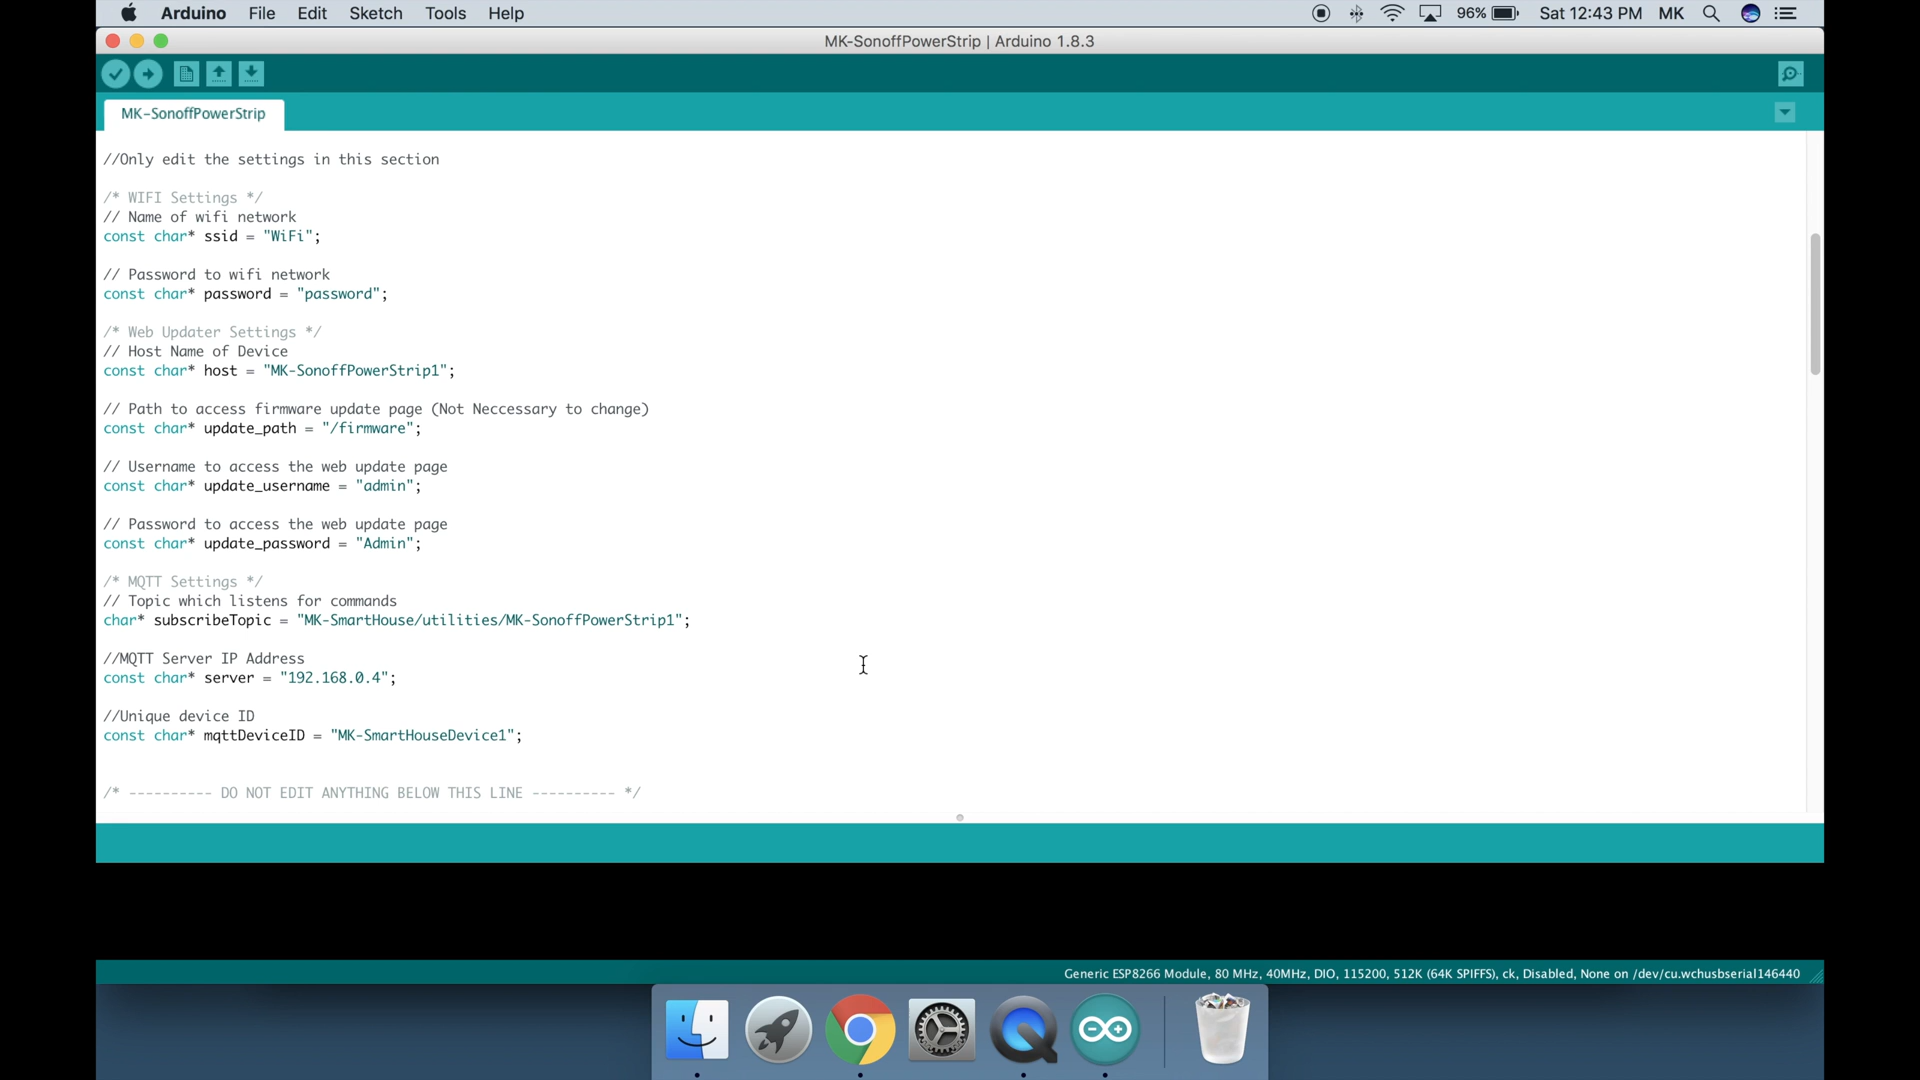 Arduino File Edit Sketch Tools Help 96% Sat 12:43 PM MK
MK-SonoffPowerStrip | Arduino 1.8.3
MK-SonoffPowerStrip
//Only edit the settings in this section
/* WIFI Settings */
// Name of wifi network
const char* ssid = "WiFi";
// Password to wifi network
const char* password = "password";
/* Web Updater Settings */
// Host Name of Device
const char* host = "MK-SonoffPowerStrip1";
// Path to access firmware update page (Not Neccessary to change)
const char* update_path = "/firmware";
// Username to access the web update page
const char* update_username = "admin";
// Password to access the web update page
const char* update_password = "Admin";
/* MQTT Settings */
// Topic which listens for commands
char* subscribeTopic = "MK-SmartHouse/utilities/MK-SonoffPowerStrip1";
//MQTT Server IP Address
const char* server = "192.168.0.4";
//Unique device ID
const char* mqttDeviceID = "MK-SmartHouseDevice1";
/* ---------- DO NOT EDIT ANYTHING BELOW THIS LINE ---------- */
Generic ESP8266 Module, 80 MHz, 40MHz, DIO, 115200, 512K (64K SPIFFS), ck, Disabled, None on /dev/cu.wchusbserial146440